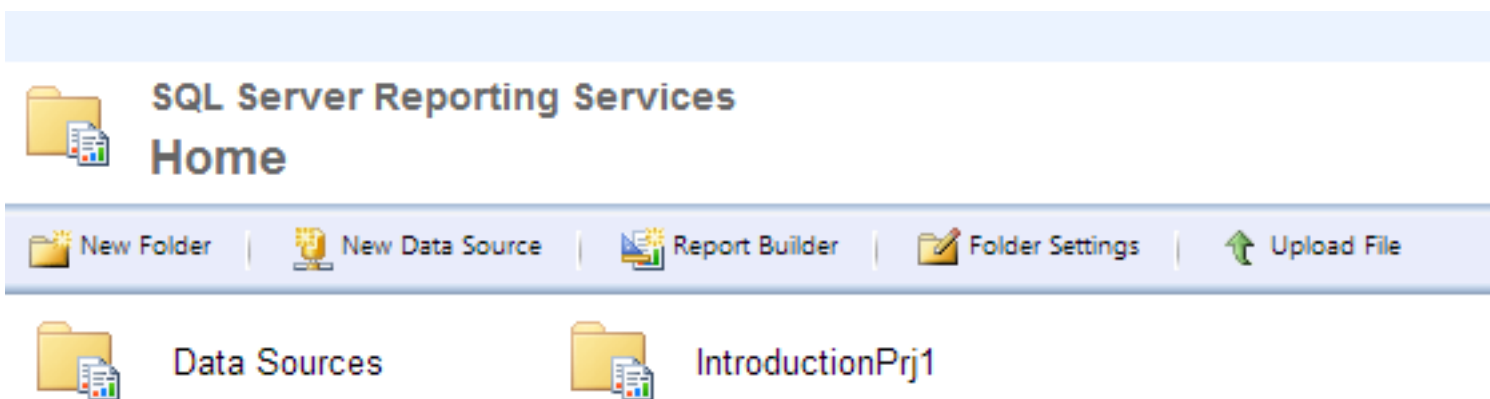 SQL Server Reporting Services
Home
New Folder | New Data Source | Report Builder | Folder Settings | Upload File
Data Sources IntroductionPrj1